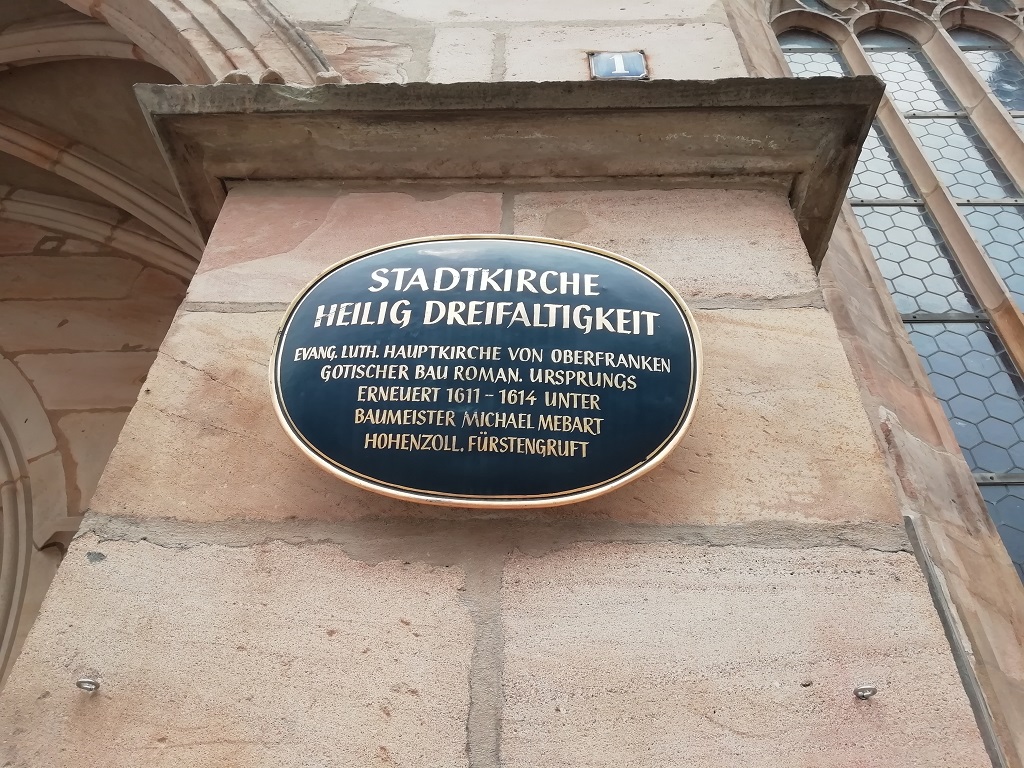 1
STADTKIRCHE
HEILIG DREIFALTIGKEIT
EVANG. LUTH. HAUPTKIRCHE VON OBERFRANKEN
GOTISCHER BAU ROMAN. URSPRUNGS
ERNEUERT 1611 - 1614 UNTER
BAUMEISTER MICHAEL MEBART
HOHENZOLL. FÜRSTENGRUFT